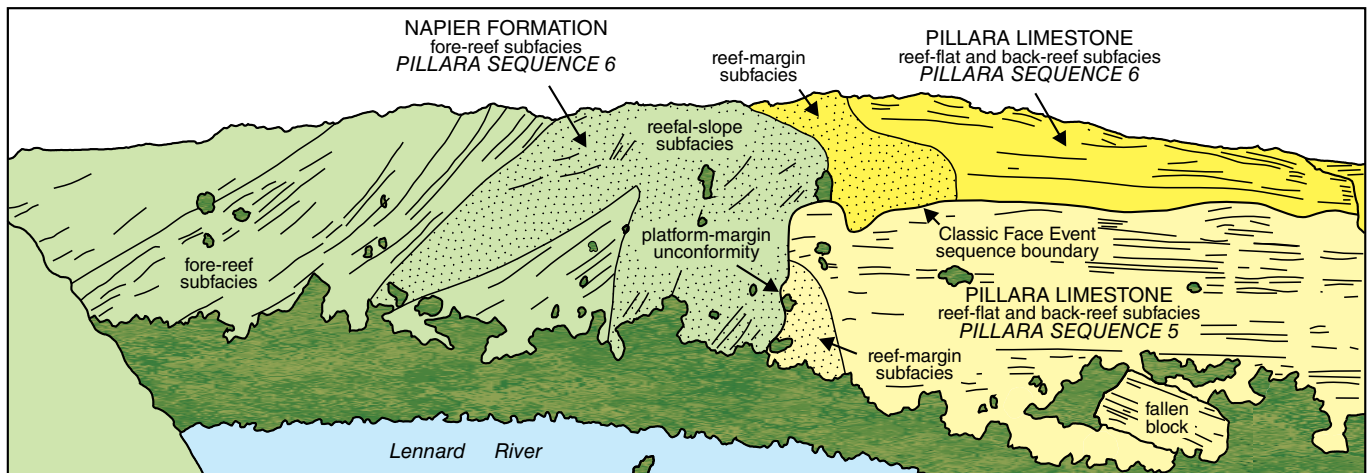 NAPIER FORMATION
fore-reef subfacies
PILLARA SEQUENCE 6
reef-margin
subfacies
PILLARA LIMESTONE
reef-flat and back-reef subfacies
PILLARA SEQUENCE 6
reefal-slope
subfacies
fore-reef
subfacies
platform-margin
unconformity
Classic Face Event
sequence boundary
PILLARA LIMESTONE
reef-flat and back-reef subfacies
PILLARA SEQUENCE 5
reef-margin
subfacies
fallen
block
Lennard River